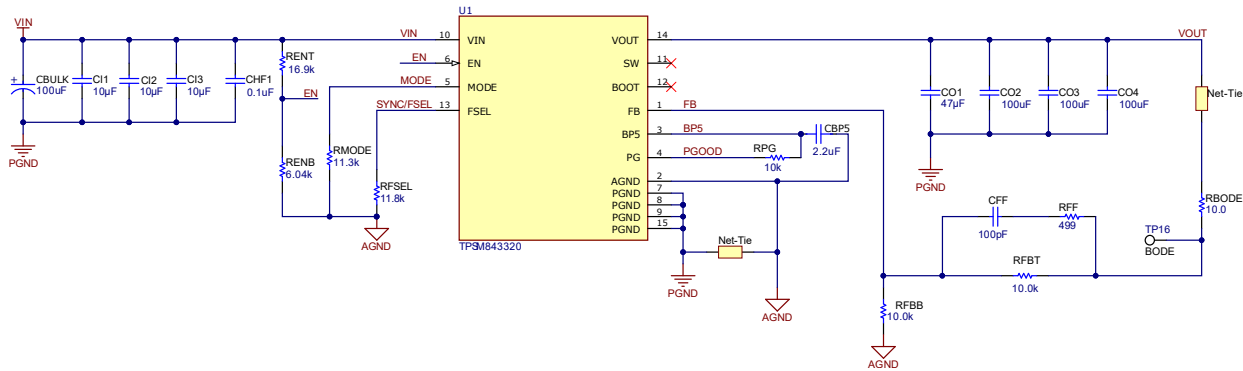 VIN
CBULK
100uF
CI1
10µF
CI2
10µF
CI3
10µF
CHF1
0.1uF
PGND
RENT
16.9k
EN
RENB
6.04k
RMODE
11.3k
RFSEL
11.8k
AGND
VIN
EN
MODE
SYNC/FSEL
10
6
5
13
U1
VIN
EN
MODE
FSEL
VOUT
SW
BOOT
FB
BP5
PG
AGND
PGND
PGND
PGND
PGND
TPSM843320
14
11
12
1
3
4
2
7
8
9
15
FB
BP5
PGOOD
RPG
10k
CBP5
2.2uF
Net-Tie
PGND
AGND
VOUT
CO1
47µF
CO2
100uF
CO3
100uF
CO4
100uF
PGND
Net-Tie
RBODE
10.0
TP16
BODE
CFF
100pF
RFF
499
RFBT
10.0k
RFBB
10.0k
AGND